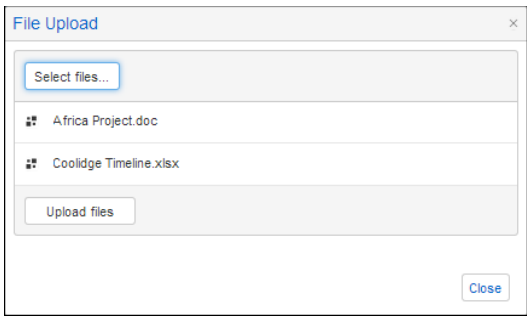 File Upload
Select files...
Africa Project.doc
Coolidge Timeline.xlsx
Upload files
Close